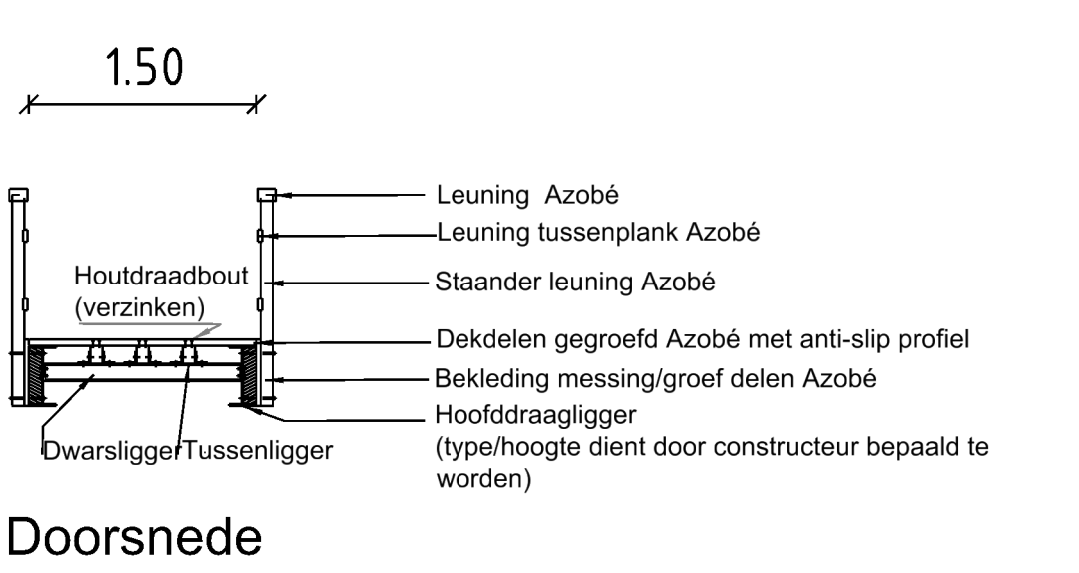 1.50
Leuning Azobé
Leuning tussenplank Azobé
Houtdraadbout
(verzinken)
Staander leuning Azobé
Dekdelen gegroefd Azobé met anti-slip profiel
Bekleding messing/groef delen Azobé
Hoofddraagligger
(type/hoogte dient door constructeur bepaald te
worden)
Dwarsligger
Tussenligger
Doorsnede